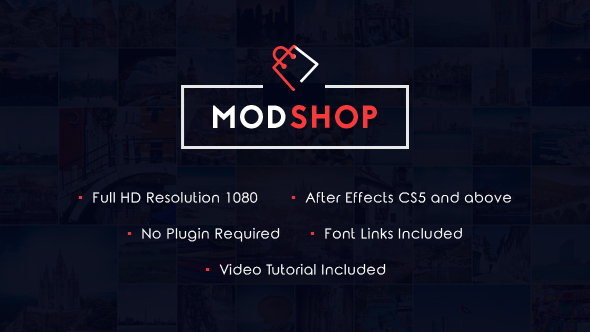 MODSHOP
Full HD Resolution 1080
After Effects CS5 and above
No Plugin Required
Font Links Included
Video Tutorial Included